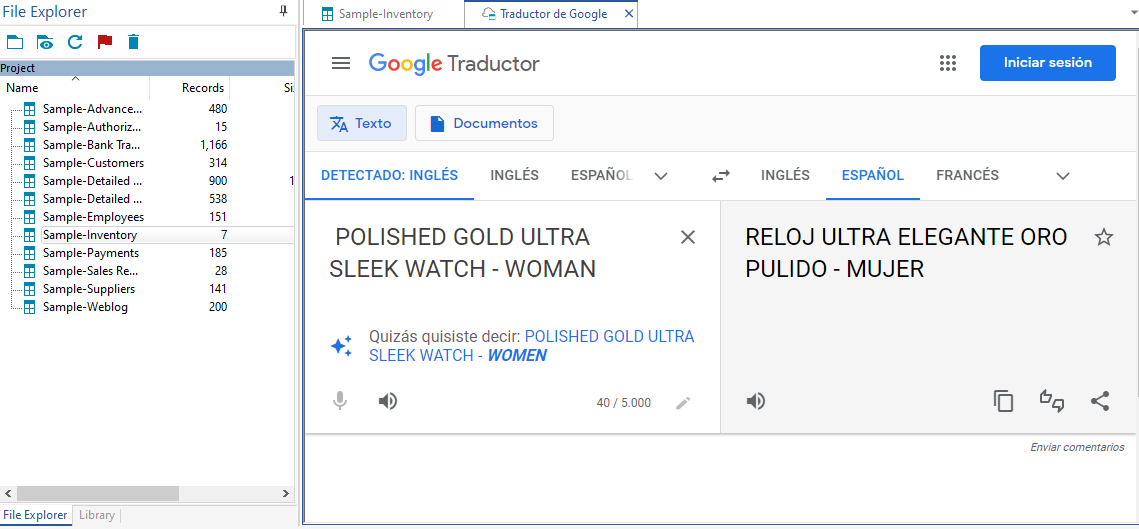 File Explorer
Project
Name Records Si
Sample-Advance... 480
Sample-Authoriz... 15
Sample-Bank Tra... 1,166
Sample-Customers 314
Sample-Detailed ... 900 1
Sample-Detailed ... 538
Sample-Employees 151
Sample-Inventory 7
Sample-Payments 185
Sample-Sales Re... 28
Sample-Suppliers 141
Sample-Weblog 200
File Explorer Library
Sample-Inventory Traductor de Google
Google Traductor Iniciar sesión
Texto Documentos
DETECTADO: INGLÉS INGLÉS ESPAÑOL INGLÉS ESPAÑOL FRANCÉS
POLISHED GOLD ULTRA
SLEEK WATCH - WOMAN
Quizás quisiste decir: POLISHED GOLD ULTRA
SLEEK WATCH - WOMEN
40 / 5.000
RELOJ ULTRA ELEGANTE ORO
PULIDO - MUJER
Enviar comentarios